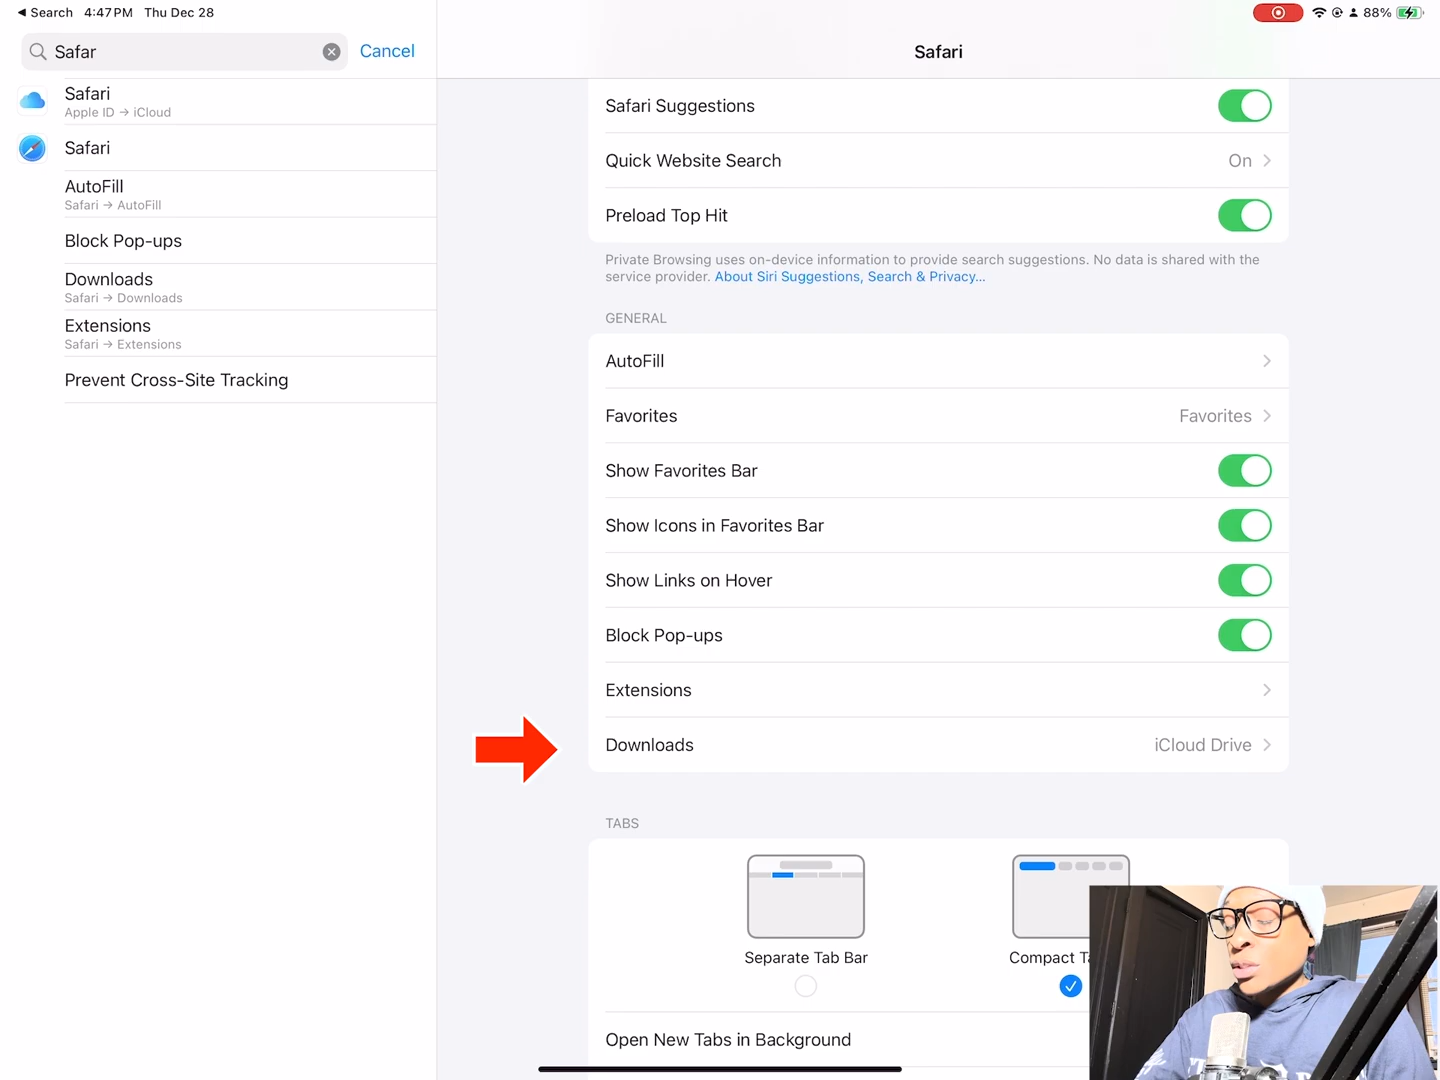 Search 4:47 PM Thu Dec 28
88%
Safar
Cancel
Safari
Safari
Apple ID → iCloud
Safari
AutoFill
Safari → AutoFill
Block Pop-ups
Downloads
Safari → Downloads
Extensions
Safari → Extensions
Prevent Cross-Site Tracking
Safari Suggestions
Quick Website Search On
Preload Top Hit
Private Browsing uses on-device information to provide search suggestions. No data is shared with the
service provider. About Siri Suggestions, Search & Privacy...
GENERAL
AutoFill
Favorites Favorites
Show Favorites Bar
Show Icons in Favorites Bar
Show Links on Hover
Block Pop-ups
Extensions
Downloads iCloud Drive
TABS
Separate Tab Bar
Compact
Open New Tabs in Background